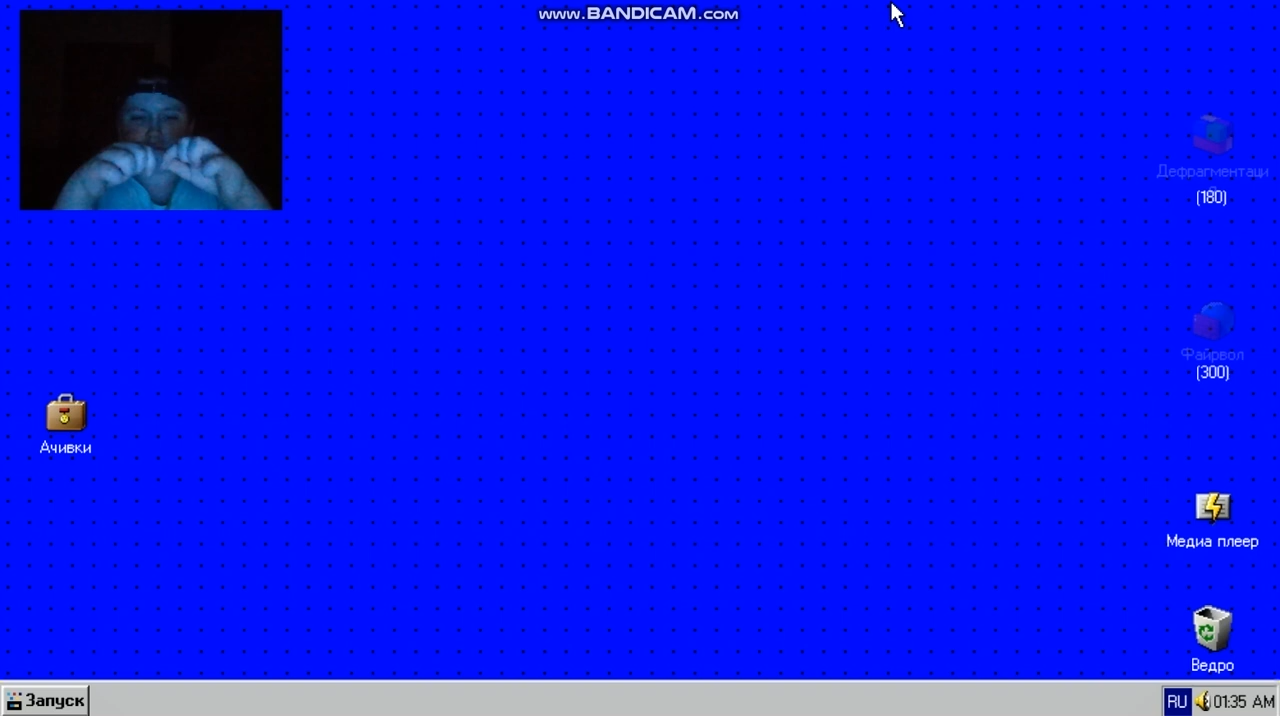 www.BANDICAM.com
Дефрагментаци
я
(180)
Файрвол
(300)
Ачивки
Медиа плеер
Ведро
Запуск
RU 01:35 AM